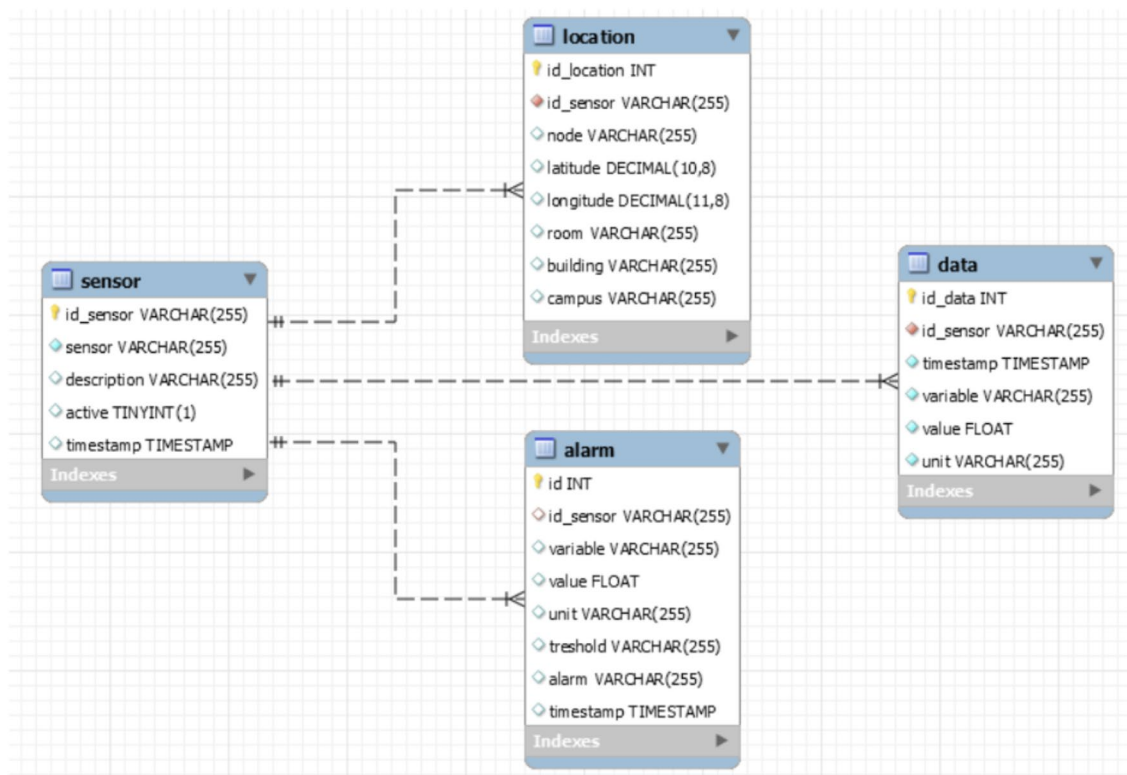 location
id_location INT
id_sensor VARCHAR(255)
node VARCHAR(255)
latitude DECIMAL(10,8)
longitude DECIMAL(11,8)
room VARCHAR(255)
building VARCHAR(255)
campus VARCHAR(255)
Indexes
sensor
id_sensor VARCHAR(255)
sensor VARCHAR(255)
description VARCHAR(255)
active TINYINT(1)
timestamp TIMESTAMP
Indexes
data
id_data INT
id_sensor VARCHAR(255)
timestamp TIMESTAMP
variable VARCHAR(255)
value FLOAT
unit VARCHAR(255)
Indexes
alarm
id INT
id_sensor VARCHAR(255)
variable VARCHAR(255)
value FLOAT
unit VARCHAR(255)
treshold VARCHAR(255)
alarm VARCHAR(255)
timestamp TIMESTAMP
Indexes